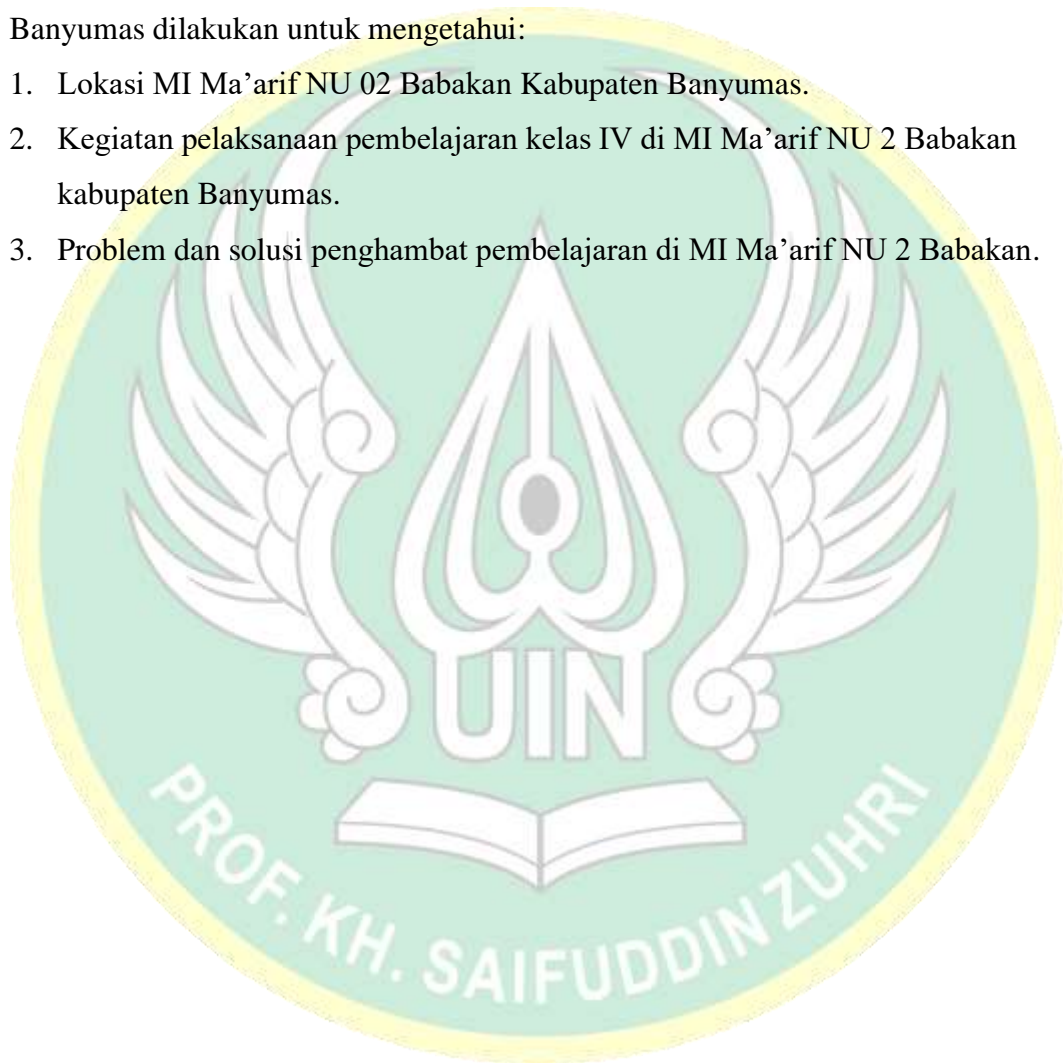 Banyumas dilakukan untuk mengetahui:
1. Lokasi MI Ma’arif NU 02 Babakan Kabupaten Banyumas.
2. Kegiatan pelaksanaan pembelajaran kelas IV di MI Ma’arif NU 2 Babakan
kabupaten Banyumas.
3. Problem dan solusi penghambat pembelajaran di MI Ma’arif NU 2 Babakan.
UIN
PROF. KH. SAIFUDDIN ZUHRI